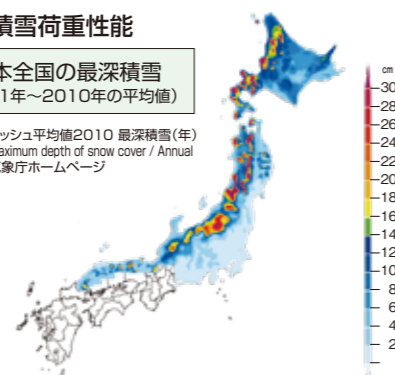 積雪荷重性能
本全国の最深積雪
1年～2010年の平均値)
ッシュ平均値2010 最深積雪(年)
aximum depth of snow cover / Annual
象庁ホームページ
cm
30
28
26
24
22
20
18
16
14
12
10
8
6
4
2